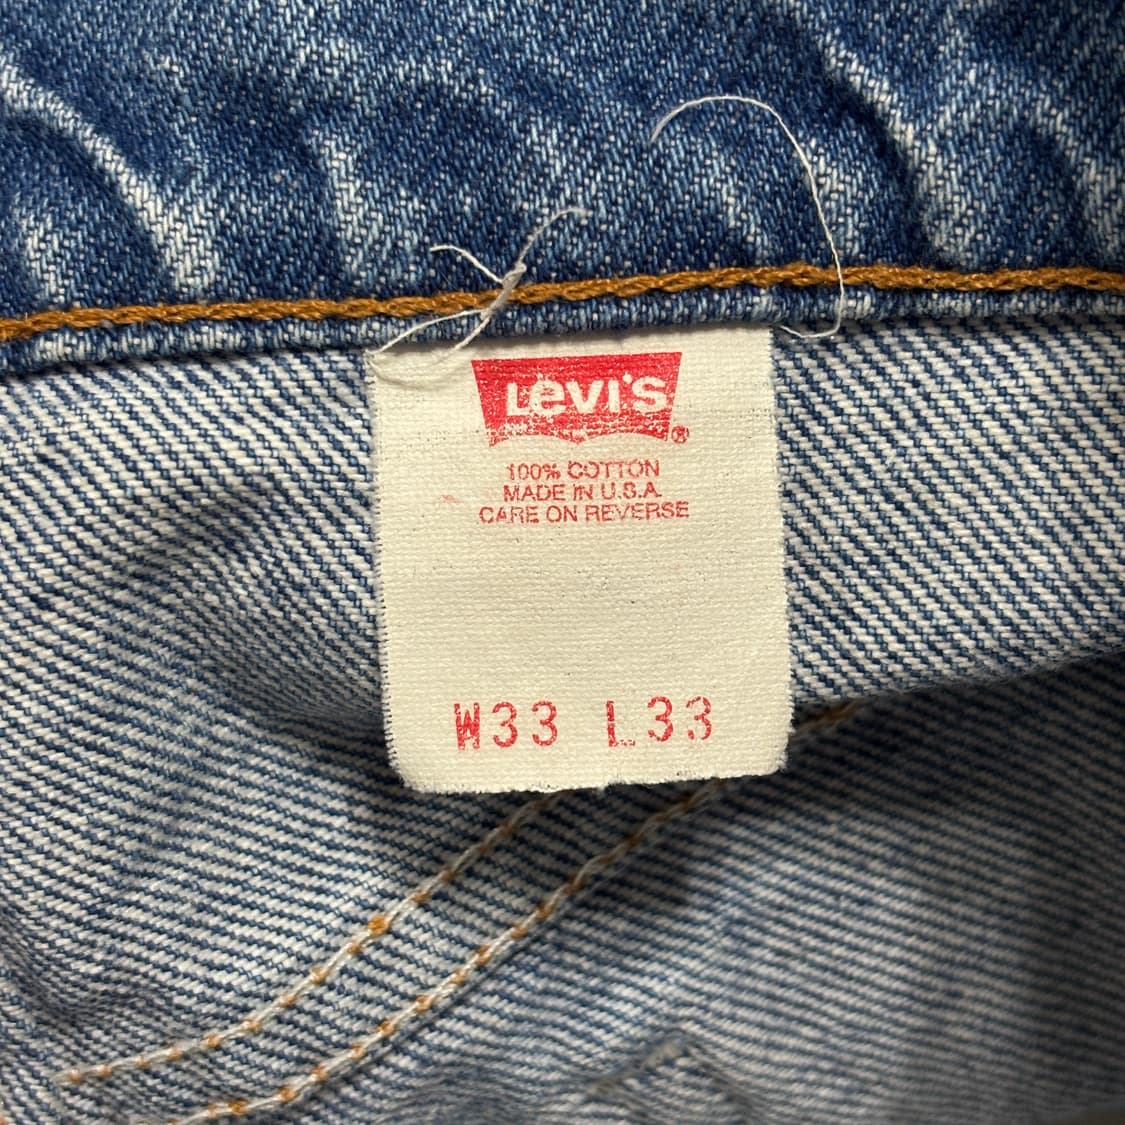 Levi's ®
100% COTTON
MADE IN U.S.A.
CARE ON REVERSE
W33 L33